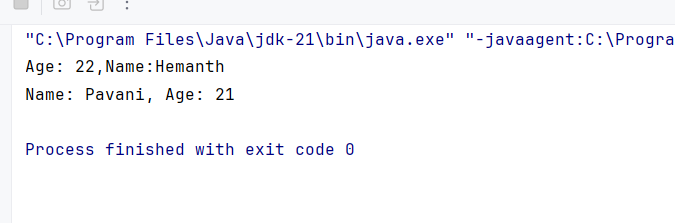 "C:\Program Files\Java\jdk-21\bin\java.exe" "-javaagent:C:\Progra
Age: 22,Name:Hemanth
Name: Pavani, Age: 21
Process finished with exit code 0